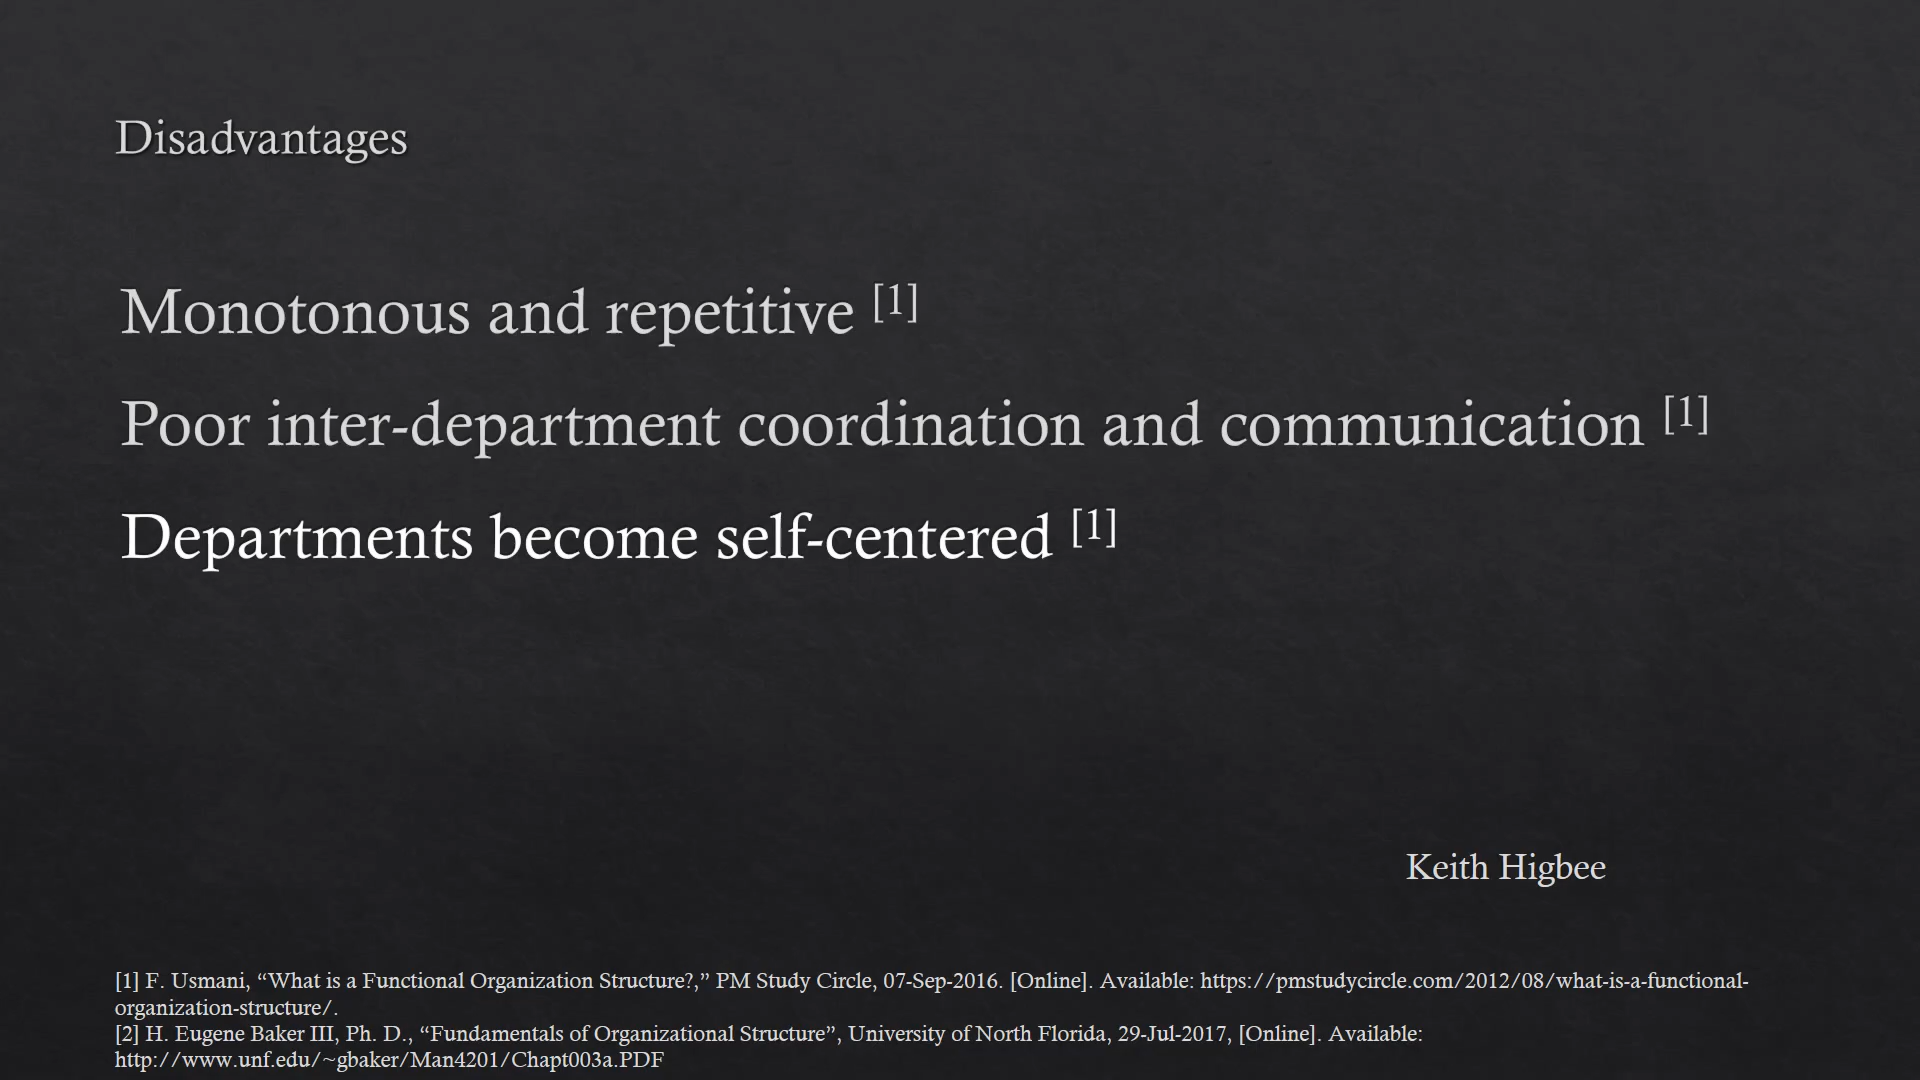 Disadvantages
Monotonous and repetitive [1]
Poor inter-department coordination and communication [1]
Departments become self-centered [1]
Keith Higbee
[1] F. Usmani, “What is a Functional Organization Structure?,” PM Study Circle, 07-Sep-2016. [Online]. Available: https://pmstudycircle.com/2012/08/what-is-a-functional-
organization-structure/.
[2] H. Eugene Baker III, Ph. D., “Fundamentals of Organizational Structure”, University of North Florida, 29-Jul-2017, [Online]. Available:
http://www.unf.edu/~gbaker/Man4201/Chapt003a.PDF